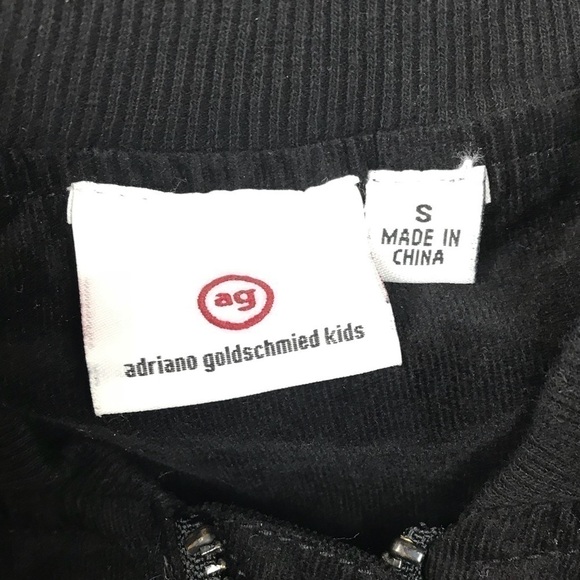 ag
adriano goldschmied kids
S
MADE IN
CHINA